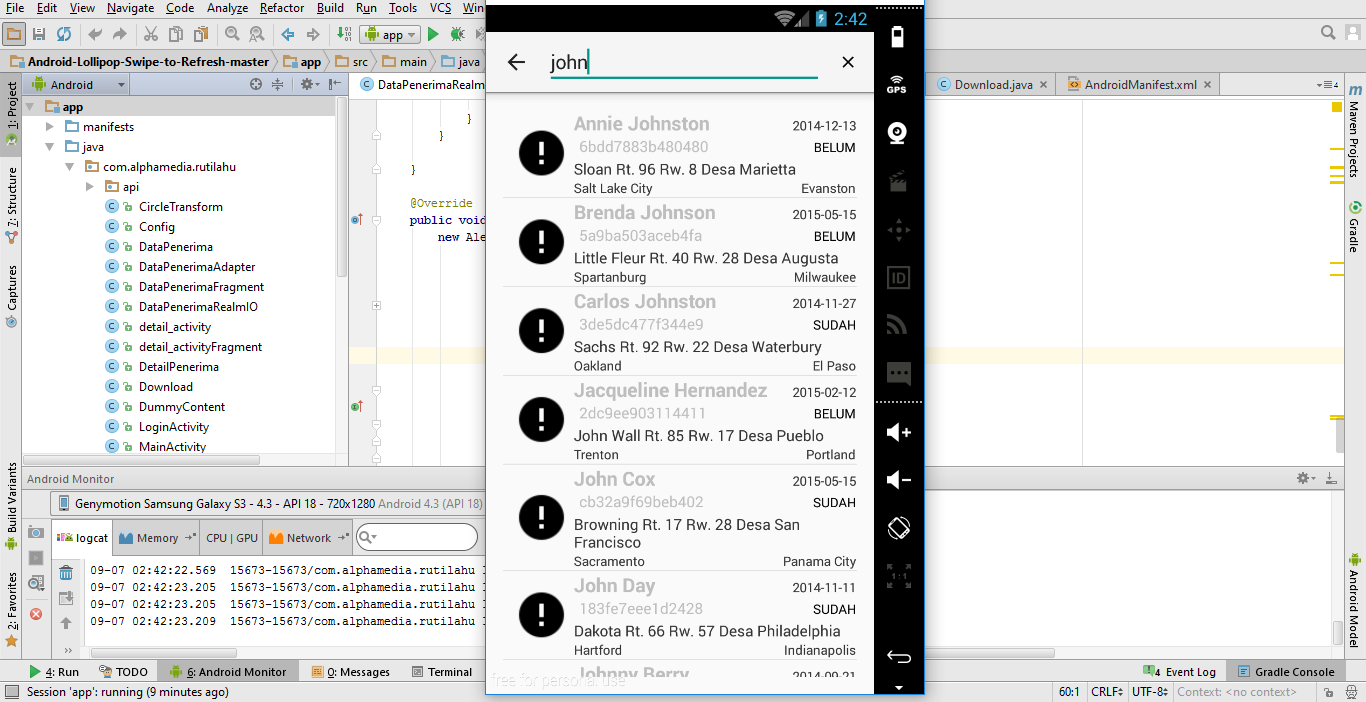 File Edit View Navigate Code Analyze Refactor Build Run Tools VCS Win
app
Android-Lollipop-Swipe-to-Refresh-master app src main java
Android
DataPenerimaRealm
Download.java
AndroidManifest.xml
4
1: Project
7: Structure
Captures
Build Variants
2: Favorites
app
manifests
java
com.alphamedia.rutilahu
api
CircleTransform
Config
DataPenerima
DataPenerimaAdapter
DataPenerimaFragment
DataPenerimaRealmIO
detail_activity
detail_activityFragment
DetailPenerima
Download
DummyContent
LoginActivity
MainActivity
}
}
}
@Override
public void
new Ale
2:42
john
Annie Johnston 2014-12-13
6bdd7883b480480 BELUM
Sloan Rt. 96 Rw. 8 Desa Marietta
Salt Lake City Evanston
Brenda Johnson 2015-05-15
5a9ba503aceb4fa BELUM
Little Fleur Rt. 40 Rw. 28 Desa Augusta
Spartanburg Milwaukee
Carlos Johnston 2014-11-27
3de5dc477f344e9 SUDAH
Sachs Rt. 92 Rw. 22 Desa Waterbury
Oakland El Paso
Jacqueline Hernandez 2015-02-12
2dc9ee903114411 BELUM
John Wall Rt. 85 Rw. 17 Desa Pueblo
Trenton Portland
John Cox 2015-05-15
cb32a9f69beb402 SUDAH
Browning Rt. 17 Rw. 28 Desa San
Francisco
Sacramento Panama City
John Day 2014-11-11
183fe7eee1d2428 SUDAH
Dakota Rt. 66 Rw. 57 Desa Philadelphia
Hartford Indianapolis
Johnny Berry 2014-09-21
free for personal use
GPS
ID
1:1
Maven Projects
Gradle
Android Model
Android Monitor
Genymotion Samsung Galaxy S3 - 4.3 - API 18 - 720x1280 Android 4.3 (API 18)
logcat Memory CPU | GPU Network
09-07 02:42:22.569 15673-15673/com.alphamedia.rutilahu
09-07 02:42:23.205 15673-15673/com.alphamedia.rutilahu
09-07 02:42:23.205 15673-15673/com.alphamedia.rutilahu
09-07 02:42:23.209 15673-15673/com.alphamedia.rutilahu
4: Run TODO 6: Android Monitor 0: Messages Terminal
4 Event Log Gradle Console
Session 'app': running (9 minutes ago)
60:1 CRLF UTF-8 Context: <no context>